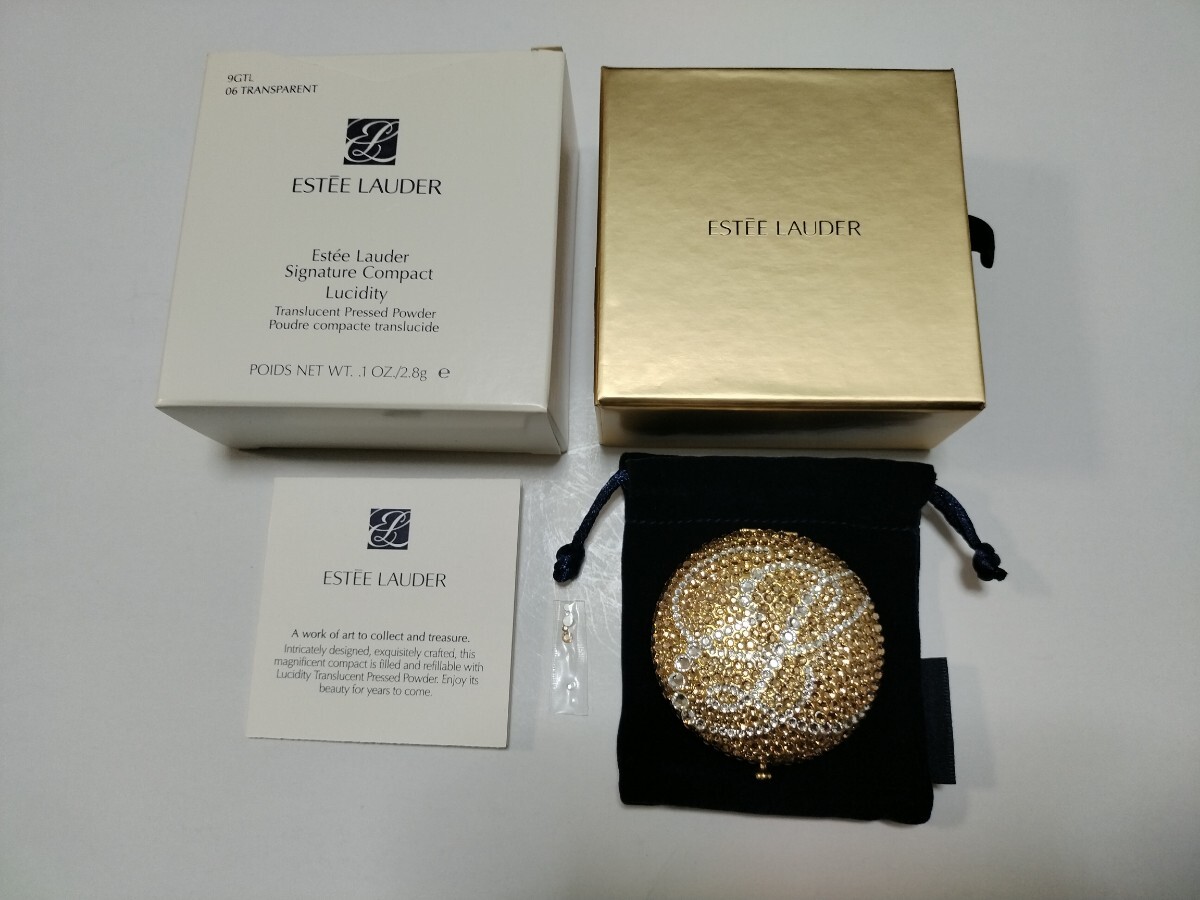 9GTL
06 TRANSPARENT
ESTĒE LAUDER
Estée Lauder
Signature Compact
Lucidity
Translucent Pressed Powder
Poudre compacte translucide
POIDS NET WT. .1 OZ./2.8g ℮
ESTĒE LAUDER
ESTĒE LAUDER
A work of art to collect and treasure.
Intricately designed, exquisitely crafted, this
magnificent compact is filled and refillable with
Lucidity Translucent Pressed Powder. Enjoy its
beauty for years to come.